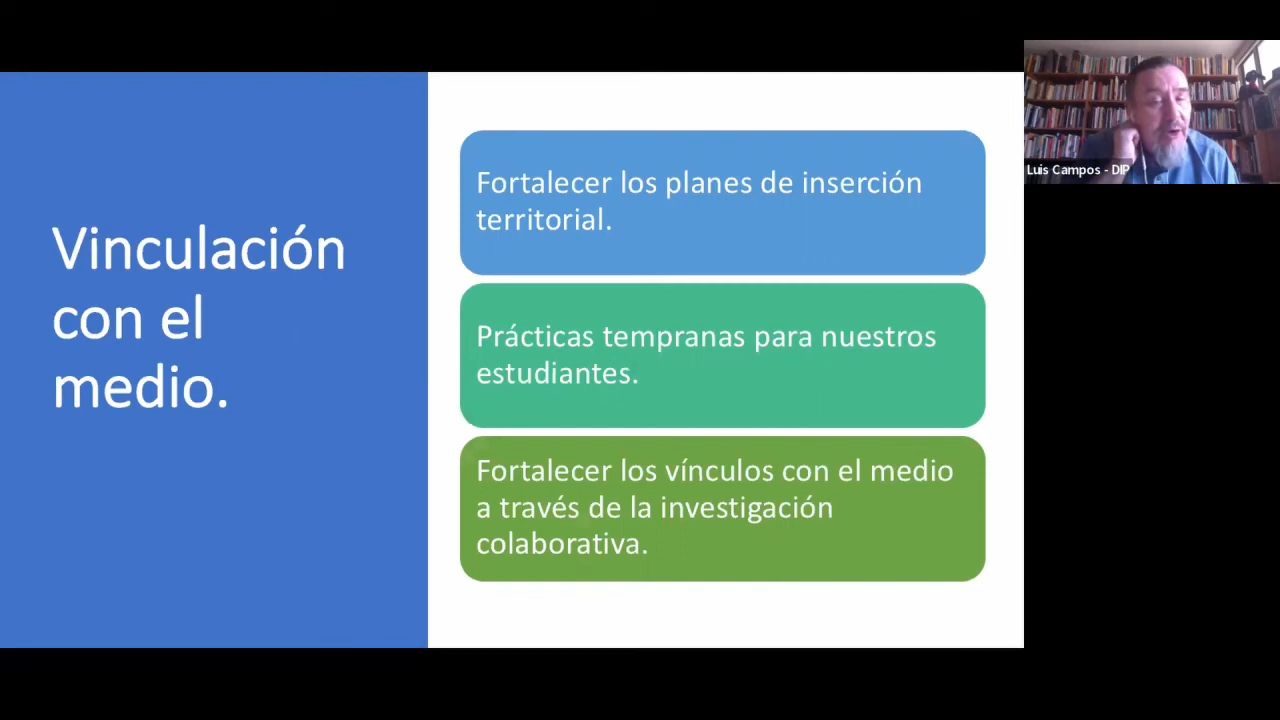 Vinculación
con el
medio.
Fortalecer los planes de inserción
territorial.
Prácticas tempranas para nuestros
estudiantes.
Fortalecer los vínculos con el medio
a través de la investigación
colaborativa.
Luis Campos - DIP